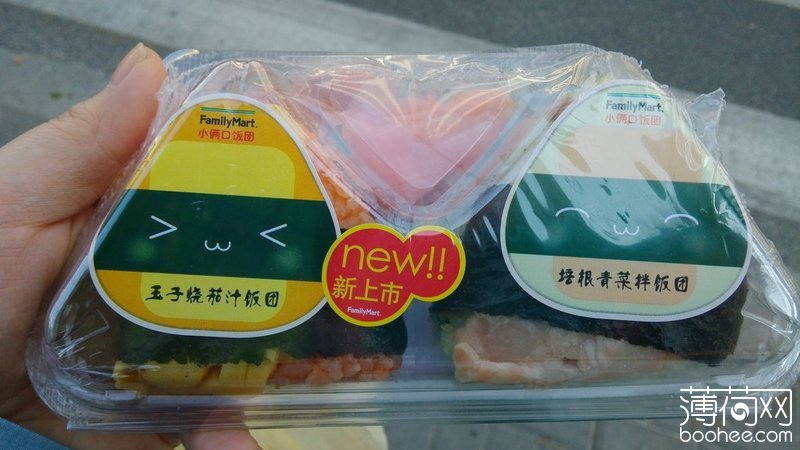 FamilyMart
小俩口饭团
玉子烧茄汁饭团
new!!
新上市
FamilyMart
FamilyMart
小俩口饭团
培根青菜拌饭团
薄荷网
boohee.com